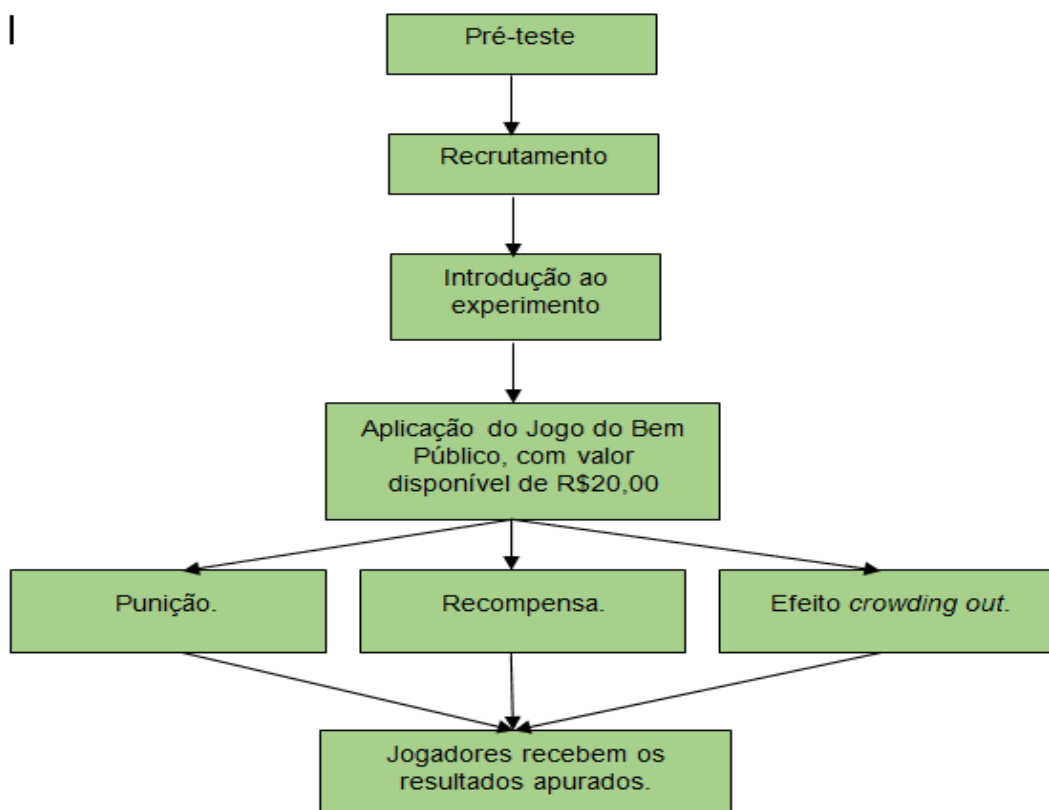 Pré-teste
Recrutamento
Introdução ao
experimento
Aplicação do Jogo do Bem
Público, com valor
disponível de R$20,00
Punição.
Recompensa.
Efeito crowding out.
Jogadores recebem os
resultados apurados.